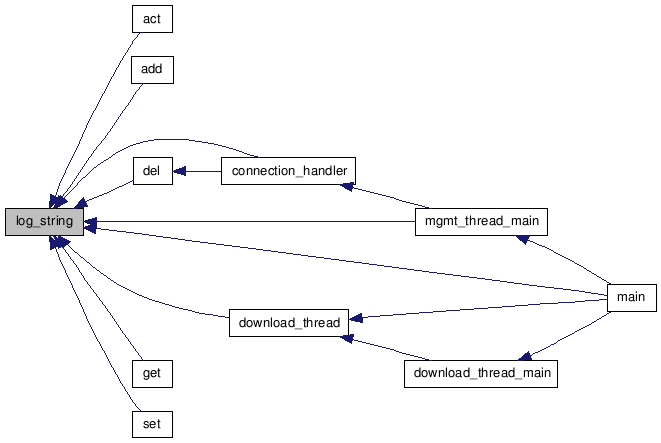 act
add
del
connection_handler
log_string
mgmt_thread_main
main
download_thread
get
download_thread_main
set